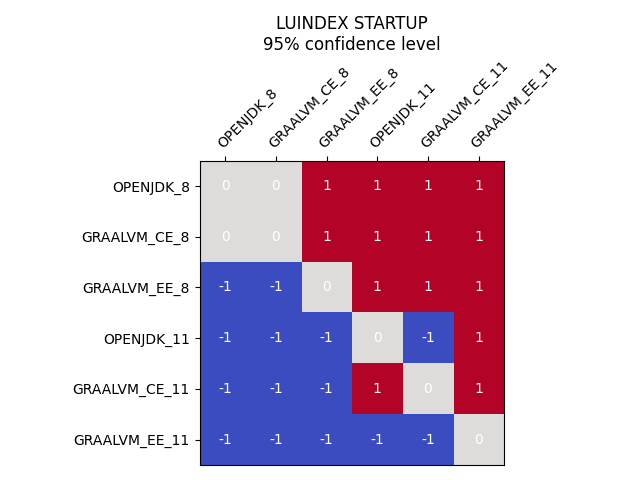 LUINDEX STARTUP
95% confidence level
OPENJDK_8
GRAALVM_CE_8
GRAALVM_EE_8
OPENJDK_11
GRAALVM_CE_11
GRAALVM_EE_11
OPENJDK_8 0 0 1 1 1 1
GRAALVM_CE_8 0 0 1 1 1 1
GRAALVM_EE_8 -1 -1 0 1 1 1
OPENJDK_11 -1 -1 -1 0 -1 1
GRAALVM_CE_11 -1 -1 -1 1 0 1
GRAALVM_EE_11 -1 -1 -1 -1 -1 0